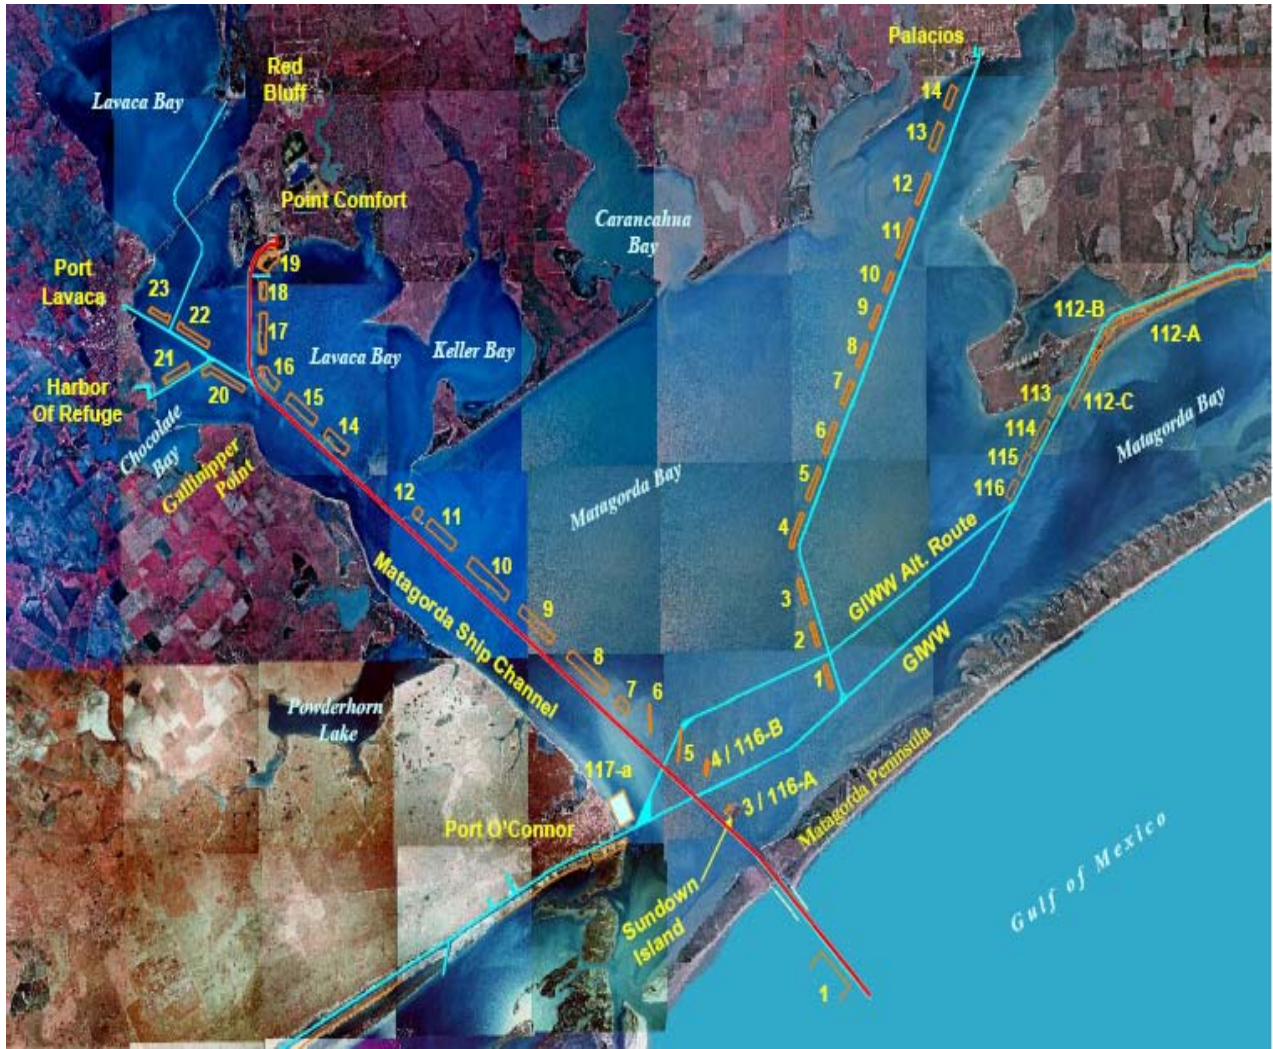 Palacios
Red
Bluff
Lavaca Bay
14
13
Point Comfort
12
Carancahua
Bay
11
19
Port
Lavaca
23
18
10
22
9
112-B
17
112-A
Lavaca Bay
Keller Bay
8
21
16
7
Harbor
Of Refuge
20
15
113
112-C
14
6
114
Matagorda Bay
Chocolate
Bay
Gallinipper
Point
115
5
116
Matagorda Bay
12
11
4
GIWW Alt. Route
10
3
Matagorda Ship Channel
9
2
GIWW
8
1
7
6
Powderhorn
Lake
5
4 / 116-B
117-a
3 / 116-A
Matagorda Peninsula
Port O'Connor
Sundown
Island
Gulf of Mexico
1